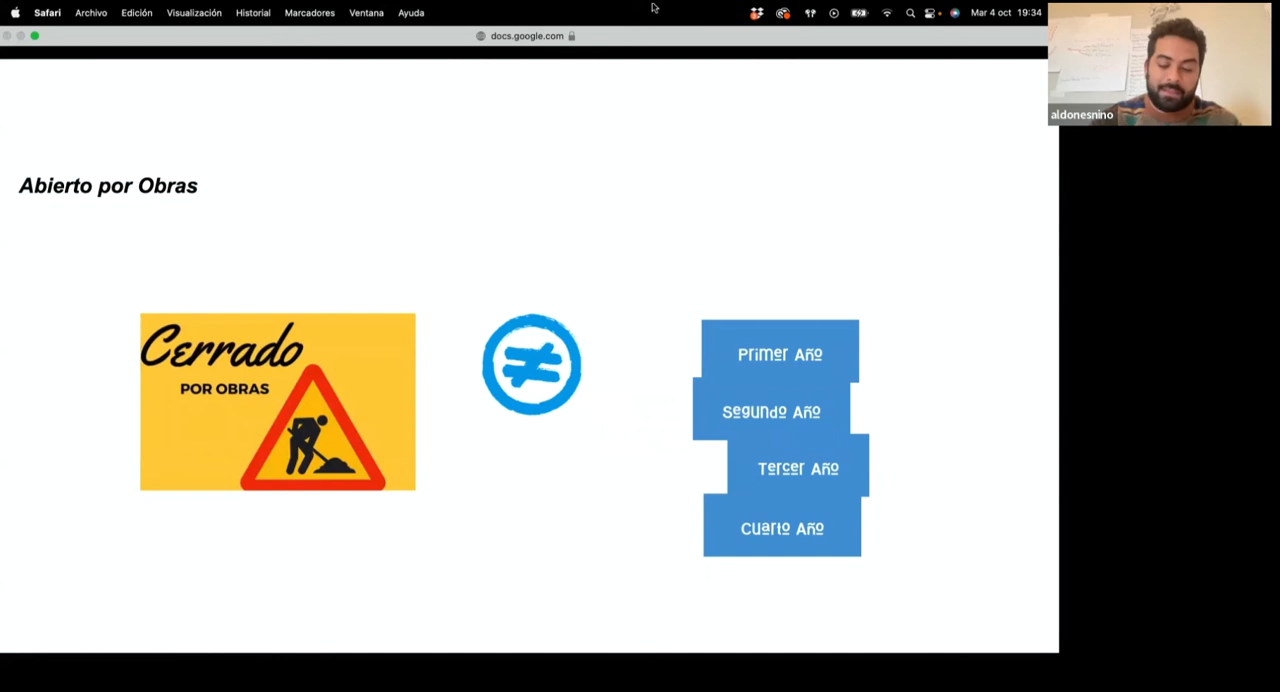 Safari Archivo Edición Visualización Historial Marcadores Ventana Ayuda Mar 4 oct 19:34
docs.google.com
aldonesnino
Abierto por Obras
Cerrado
POR OBRAS
Primer Año
Segundo Año
Tercer Año
Cuarto Año